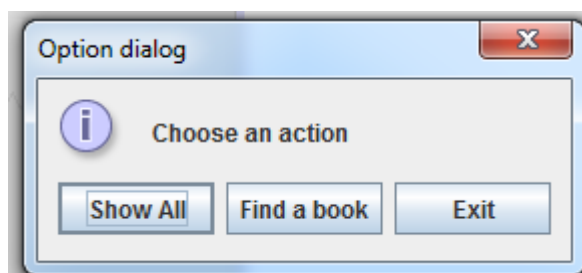 Option dialog
Choose an action
Show All
Find a book
Exit